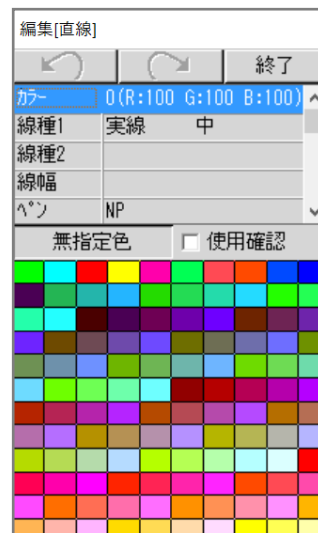 編集[直線]
終了
カラー 0(R:100 G:100 B:100)
線種1 実線 中
線種2
線幅
ペン NP
無指定色 使用確認